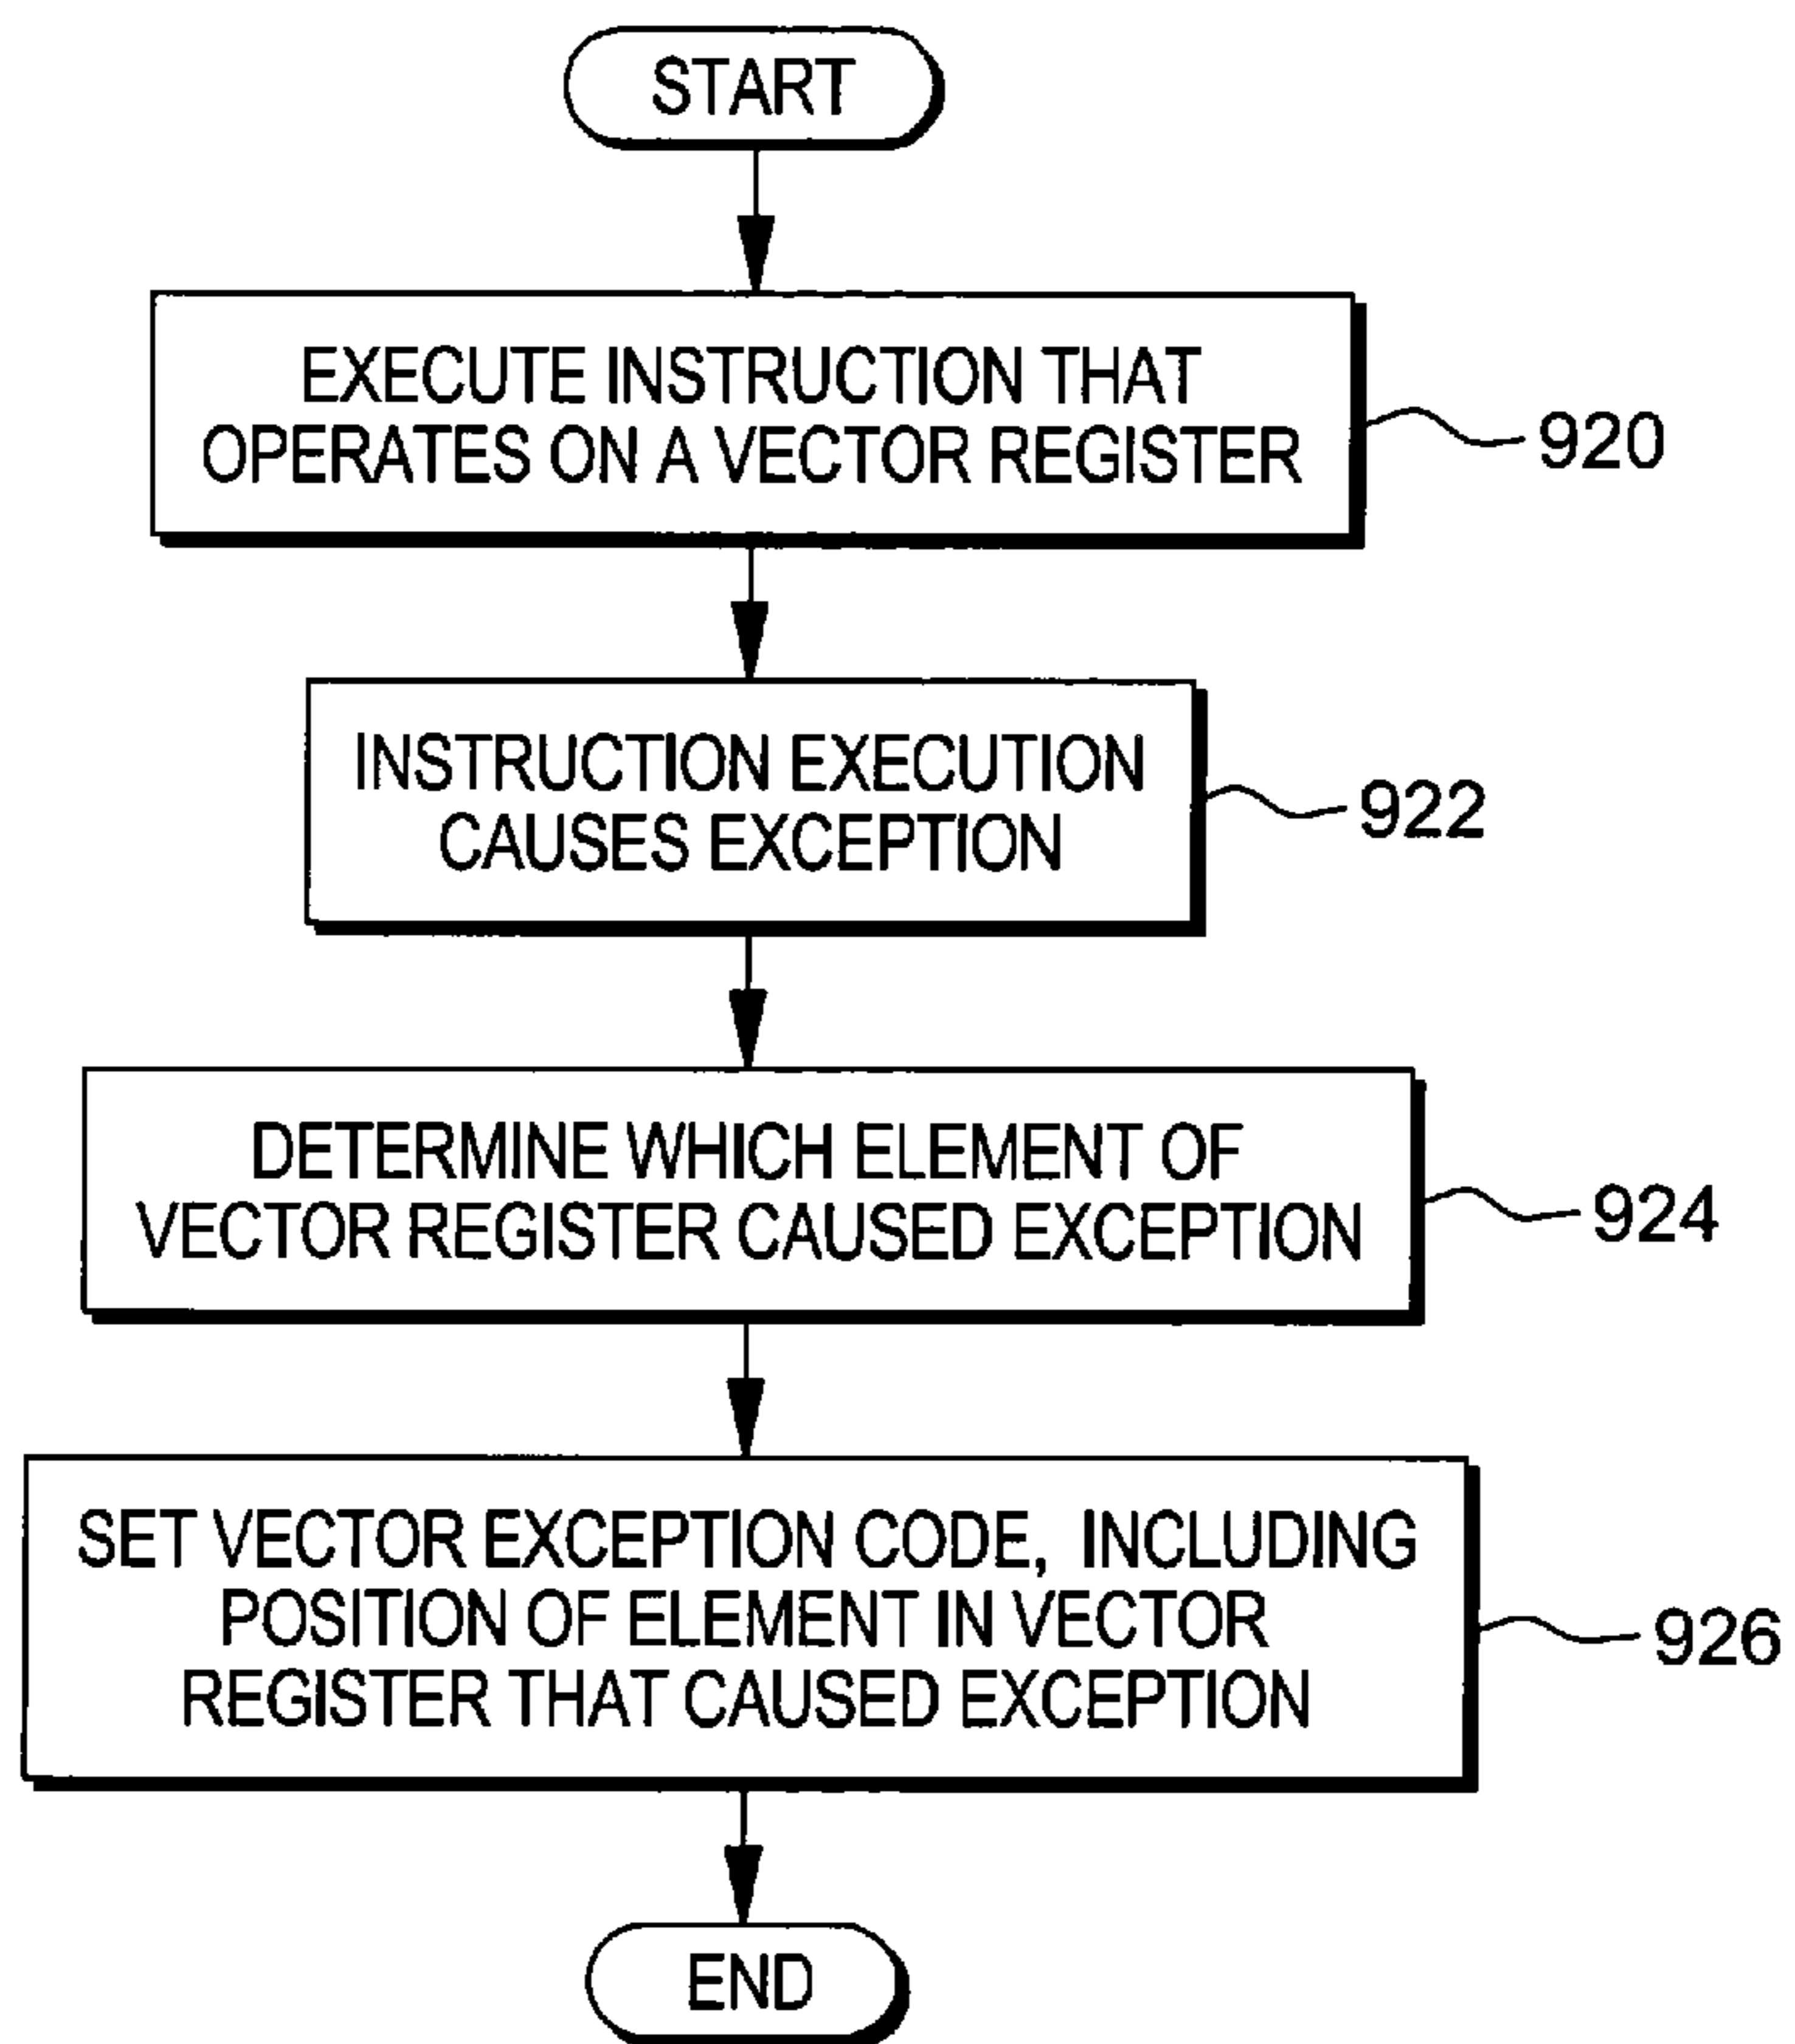 START
EXECUTE INSTRUCTION THAT
OPERATES ON A VECTOR REGISTER
920
INSTRUCTION EXECUTION
CAUSES EXCEPTION
922
DETERMINE WHICH ELEMENT OF
VECTOR REGISTER CAUSED EXCEPTION
924
SET VECTOR EXCEPTION CODE, INCLUDING
POSITION OF ELEMENT IN VECTOR
REGISTER THAT CAUSED EXCEPTION
926
END